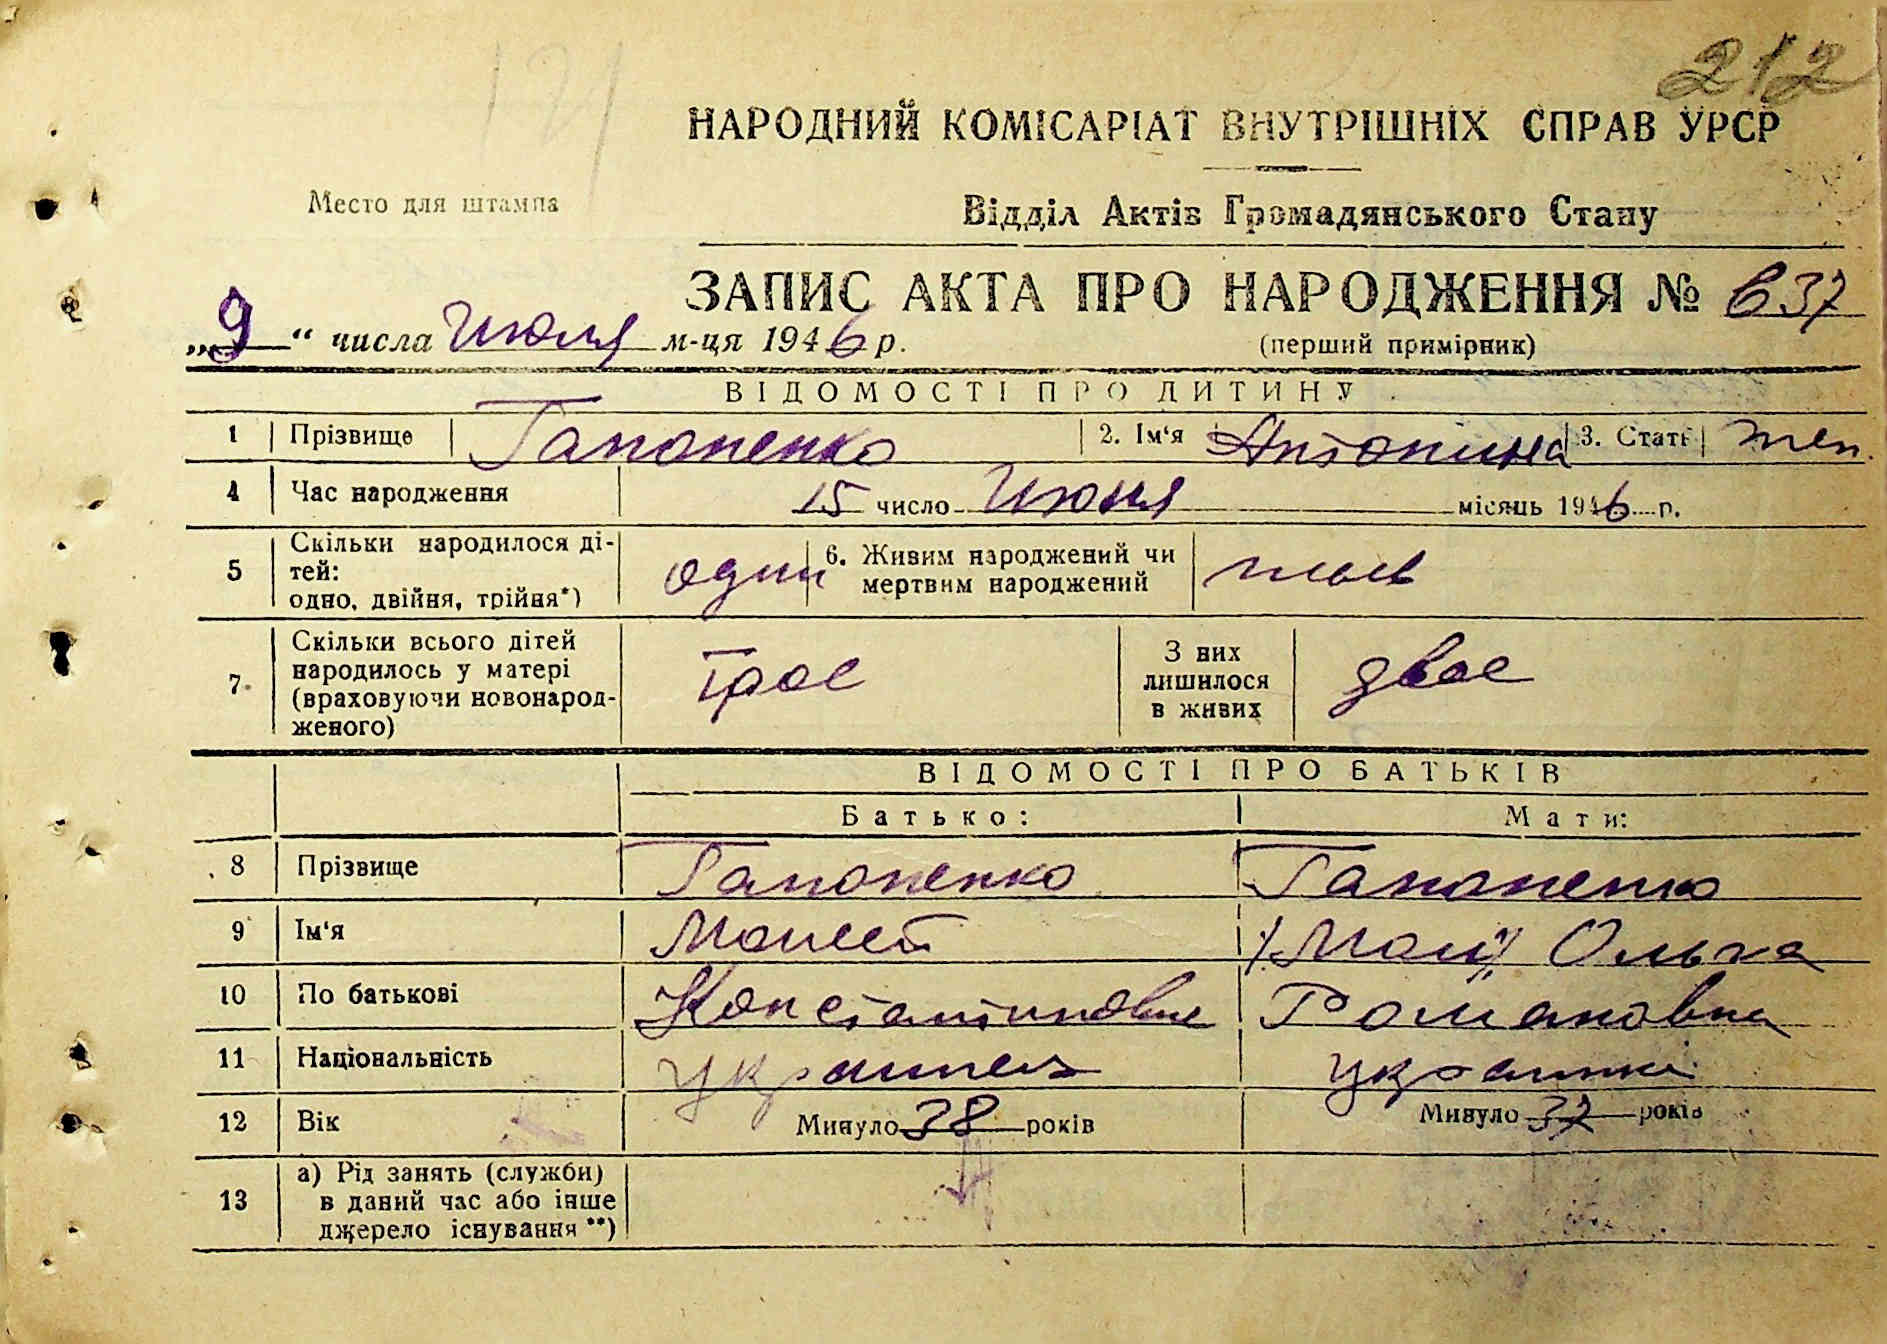 212
НАРОДНИЙ КОМІСАРІАТ ВНУТРІШНІХ СПРАВ УРСР
Место для штампа
Відділ Актів Громадянського Стану
ЗАПИС АКТА ПРО НАРОДЖЕННЯ № 637
„9“ числа Июля м-ця 1946 р.
(перший примірник)
ВІДОМОСТІ ПРО ДИТИНУ
1 Прізвище Гапоненко 2. Ім'я Антонина 3. Стать жен.
4 Час народження 15 число Июня місяць 1946 р.
5 Скільки народилося ді-
тей:
одно, двійня, трійня*) один 6. Живим народжений чи
мертвим народжений жив
7. Скільки всього дітей
народилось у матері
(враховуючи новонарод-
женого) трое З них
лишилося
в живих двое
ВІДОМОСТІ ПРО БАТЬКІВ
Батько: Мати:
8 Прізвище Гапоненко Гапоненко
9 Ім'я Моисей Ольга
10 По батькові Константинович Романовна
11 Національність украинец украинка
12 Вік Минуло 38 років Минуло 37 років
13 а) Рід занять (служби)
в даний час або інше
джерело існування **)